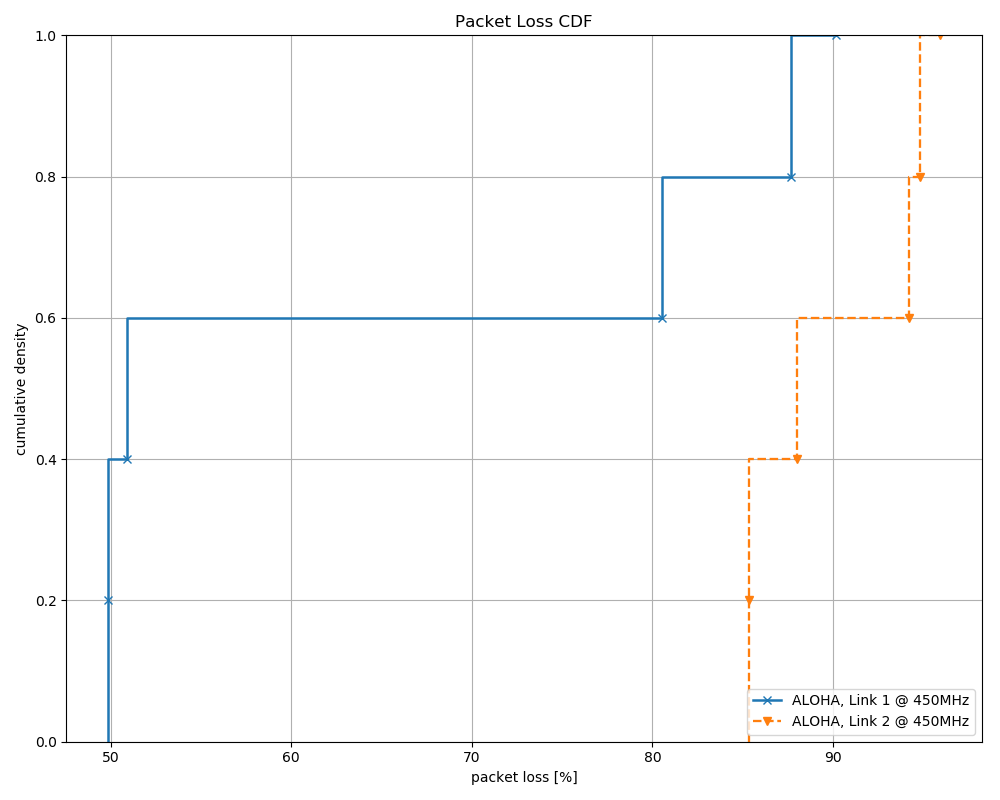 Packet Loss CDF
1.0
0.8
0.6
0.4
0.2
0.0
cumulative density
50 60 70 80 90
packet loss [%]
ALOHA, Link 1 @ 450MHz
ALOHA, Link 2 @ 450MHz